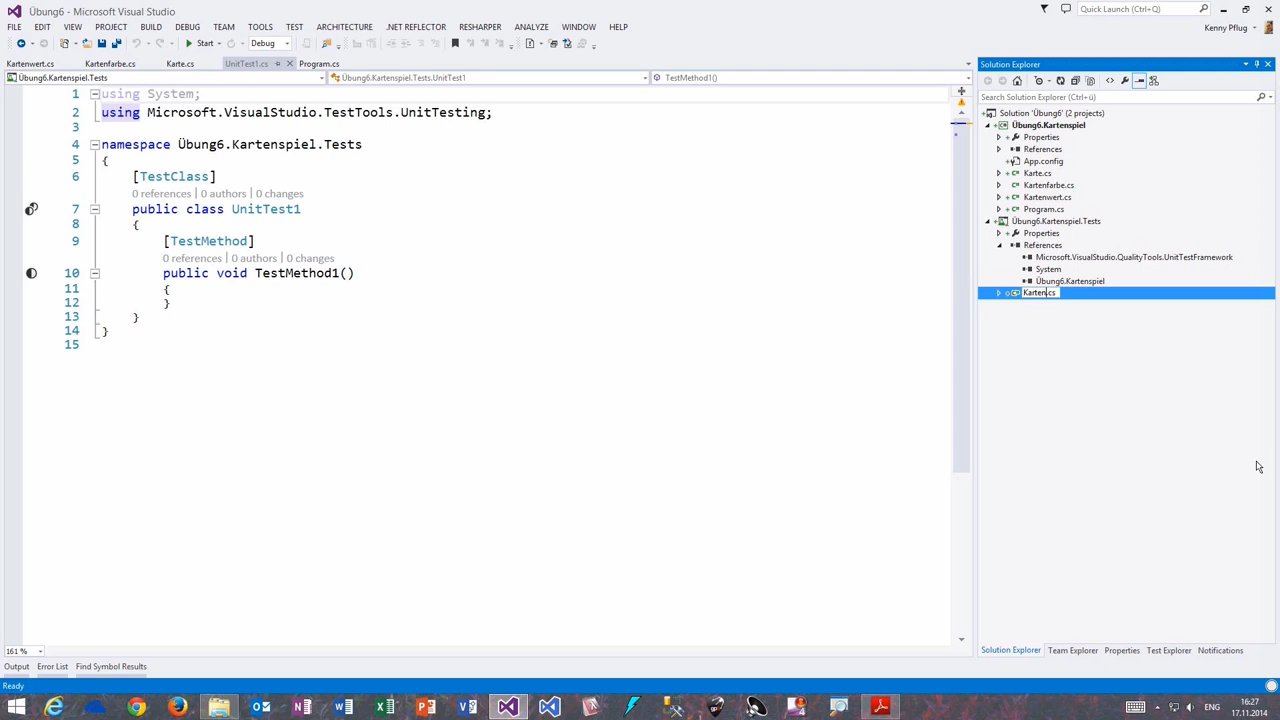 Übung6 - Microsoft Visual Studio
Quick Launch (Ctrl+Q)
FILE EDIT VIEW PROJECT BUILD DEBUG TEAM TOOLS TEST ARCHITECTURE .NET REFLECTOR RESHARPER ANALYZE WINDOW HELP
Kenny Pflug
Start
Debug
Kartenwert.cs Kartenfarbe.cs Karte.cs UnitTest1.cs Program.cs
Übung6.Kartenspiel.Tests Übung6.Kartenspiel.Tests.UnitTest1 TestMethod1()
1 using System;
2 using Microsoft.VisualStudio.TestTools.UnitTesting;
3
4 namespace Übung6.Kartenspiel.Tests
5 {
6 [TestClass]
0 references | 0 authors | 0 changes
7 public class UnitTest1
8 {
9 [TestMethod]
0 references | 0 authors | 0 changes
10 public void TestMethod1()
11 {
12 }
13 }
14 }
15
161 %
Output Error List Find Symbol Results
Ready
Solution Explorer
Search Solution Explorer (Ctrl+ü)
Solution 'Übung6' (2 projects)
Übung6.Kartenspiel
Properties
References
App.config
Karte.cs
Kartenfarbe.cs
Kartenwert.cs
Program.cs
Übung6.Kartenspiel.Tests
Properties
References
Microsoft.VisualStudio.QualityTools.UnitTestFramework
System
Übung6.Kartenspiel
Karten.cs
Solution Explorer Team Explorer Properties Test Explorer Notifications
ENG
16:27
17.11.2014